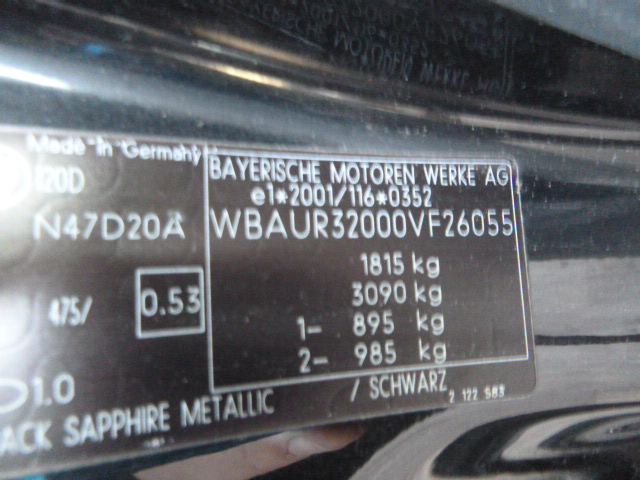 Made in Germany
120D
N47D20A
475/
0.53
1.0
BAYERISCHE MOTOREN WERKE AG
e1*2001/116*0352
WBAUR32000VF26055
1815 kg
3090 kg
1- 895 kg
2- 985 kg
ACK SAPPHIRE METALLIC / SCHWARZ
2 122 583